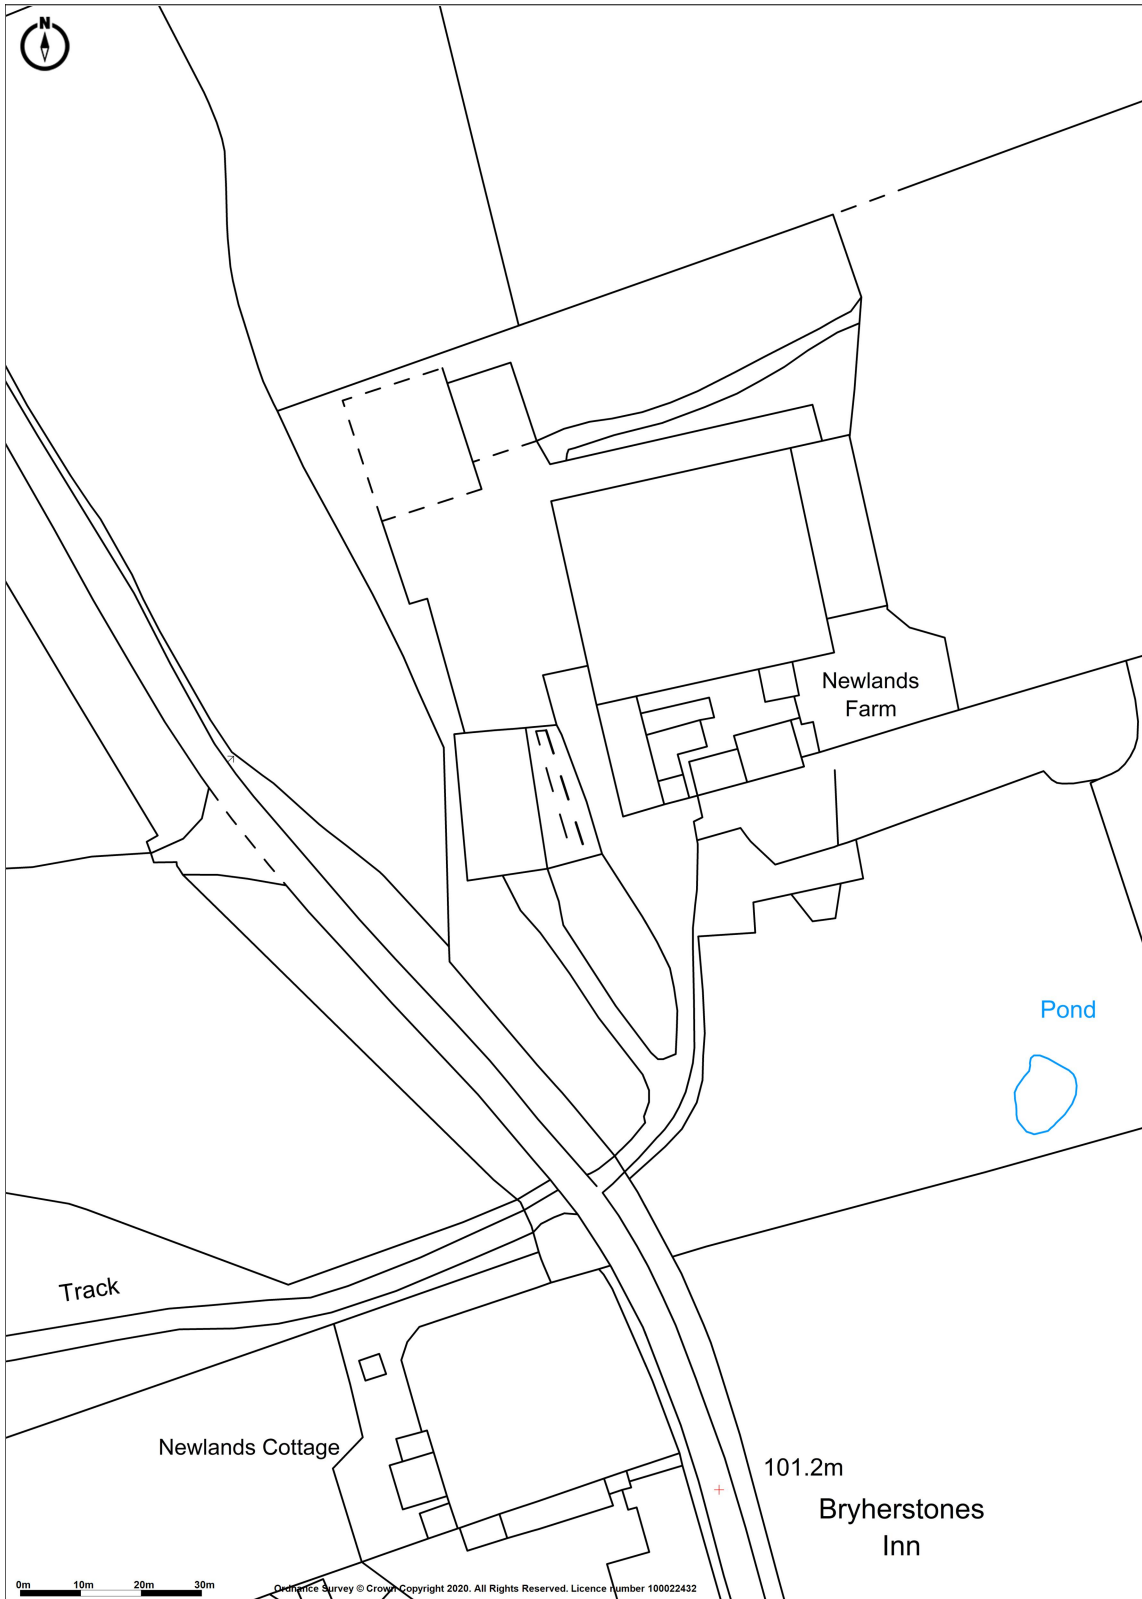 N
Newlands
Farm
Pond
Track
Newlands Cottage
101.2m
Bryherstones
Inn
0m 10m 20m 30m
Ordnance Survey © Crown Copyright 2020. All Rights Reserved. Licence number 100022432